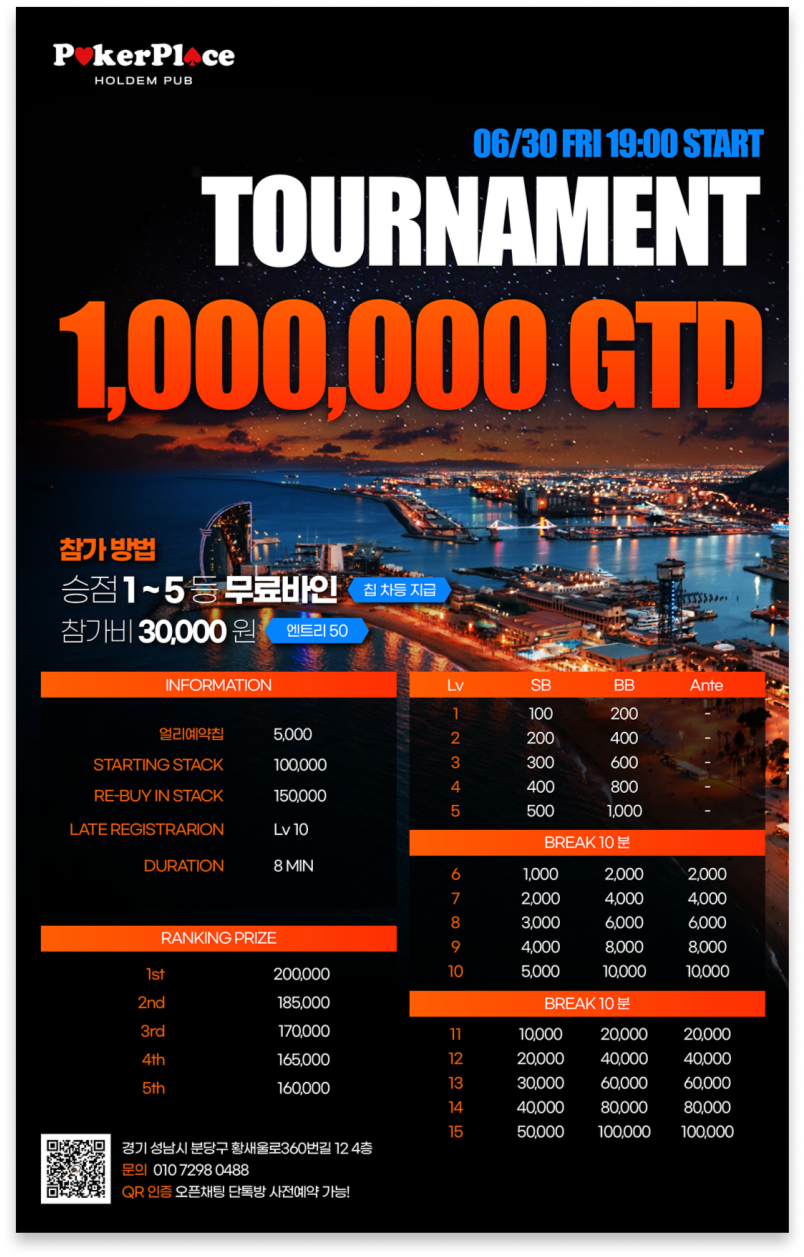 PokerPlace
HOLDEM PUB
06/30 FRI 19:00 START
TOURNAMENT
1,000,000 GTD
참가 방법
승점 1 ~ 5 등 무료바인 칩 차등 지급
참가비 30,000 원 엔트리 50
INFORMATION
얼리예약칩 5,000
STARTING STACK 100,000
RE-BUY IN STACK 150,000
LATE REGISTRARION Lv 10
DURATION 8 MIN
RANKING PRIZE
1st 200,000
2nd 185,000
3rd 170,000
4th 165,000
5th 160,000
Lv SB BB Ante
1 100 200 -
2 200 400 -
3 300 600 -
4 400 800 -
5 500 1,000 -
BREAK 10 분
6 1,000 2,000 2,000
7 2,000 4,000 4,000
8 3,000 6,000 6,000
9 4,000 8,000 8,000
10 5,000 10,000 10,000
BREAK 10 분
11 10,000 20,000 20,000
12 20,000 40,000 40,000
13 30,000 60,000 60,000
14 40,000 80,000 80,000
15 50,000 100,000 100,000
경기 성남시 분당구 황새울로360번길 12 4층
문의 010 7298 0488
QR 인증 오픈채팅 단톡방 사전예약 가능!